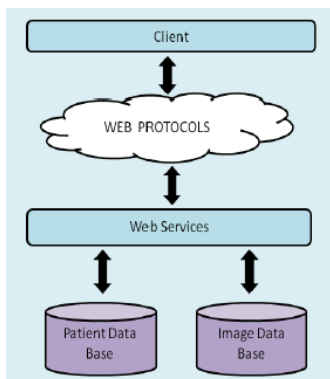 Client
WEB PROTOCOLS
Web Services
Patient Data
Base
Image Data
Base